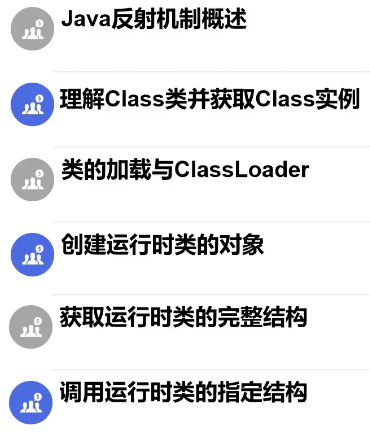 Java反射机制概述
理解Class类并获取Class实例
类的加载与ClassLoader
创建运行时类的对象
获取运行时类的完整结构
调用运行时类的指定结构